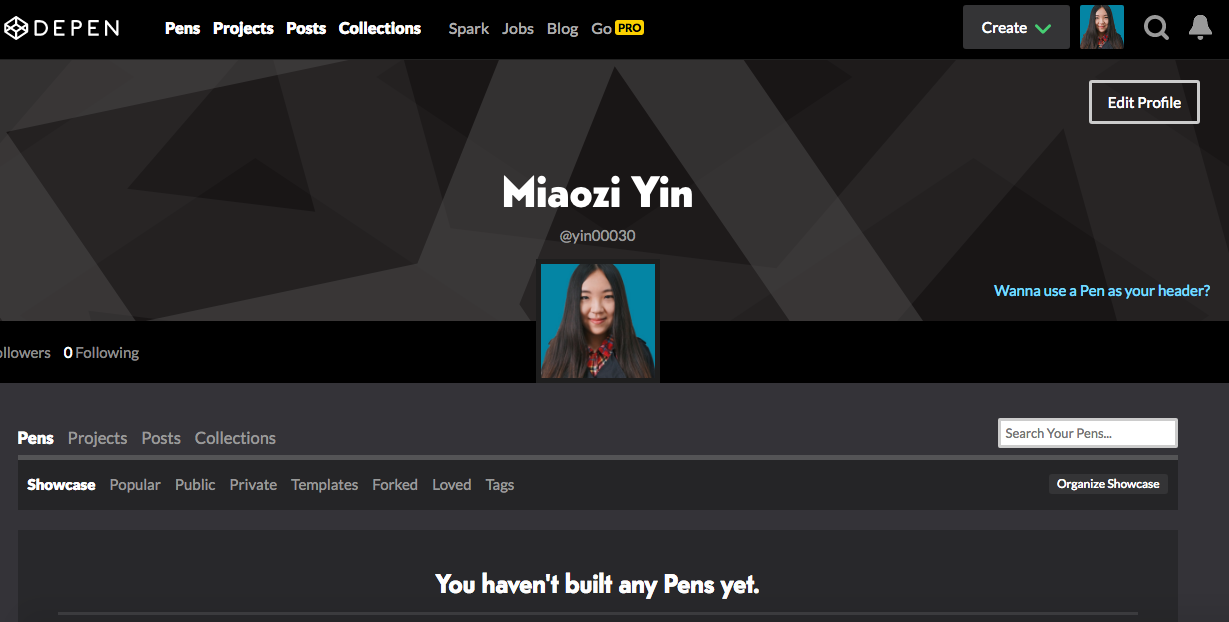 DEPEN Pens Projects Posts Collections Spark Jobs Blog Go PRO Create
Edit Profile
Miaozi Yin
@yin00030
Wanna use a Pen as your header?
ollowers 0 Following
Pens Projects Posts Collections Search Your Pens...
Showcase Popular Public Private Templates Forked Loved Tags Organize Showcase
You haven't built any Pens yet.